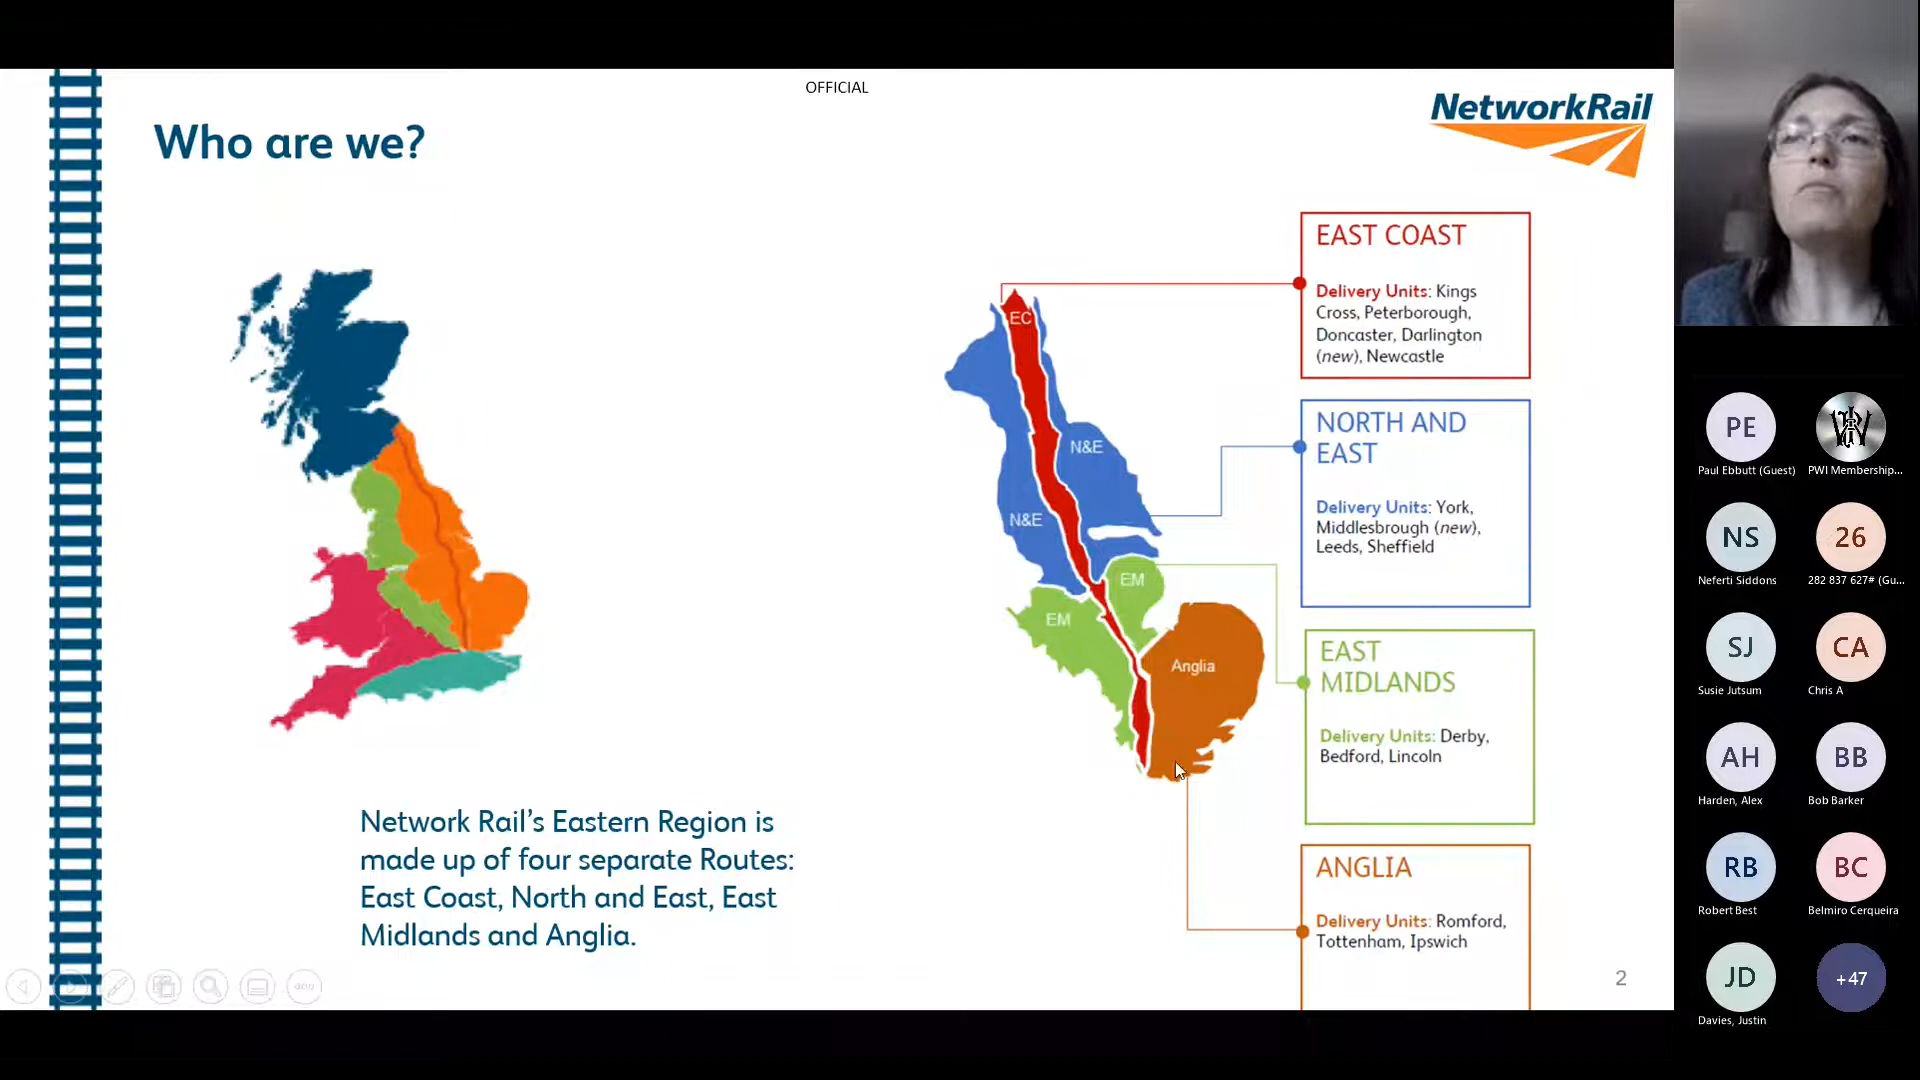 OFFICIAL
NetworkRail
Who are we?
EAST COAST
Delivery Units: Kings
Cross, Peterborough,
Doncaster, Darlington
(new), Newcastle
NORTH AND
EAST
Delivery Units: York,
Middlesbrough (new),
Leeds, Sheffield
EAST
MIDLANDS
Delivery Units: Derby,
Bedford, Lincoln
ANGLIA
Delivery Units: Romford,
Tottenham, Ipswich
EC
N&E
N&E
EM
EM
Anglia
Network Rail's Eastern Region is
made up of four separate Routes:
East Coast, North and East, East
Midlands and Anglia.
2
PE
Paul Ebbutt (Guest)
PWI Membership...
NS
Neferti Siddons
26
282 837 627# (Gu...
SJ
Susie Jutsum
CA
Chris A
AH
Harden, Alex
BB
Bob Barker
RB
Robert Best
BC
Belmiro Cerqueira
JD
Davies, Justin
+47